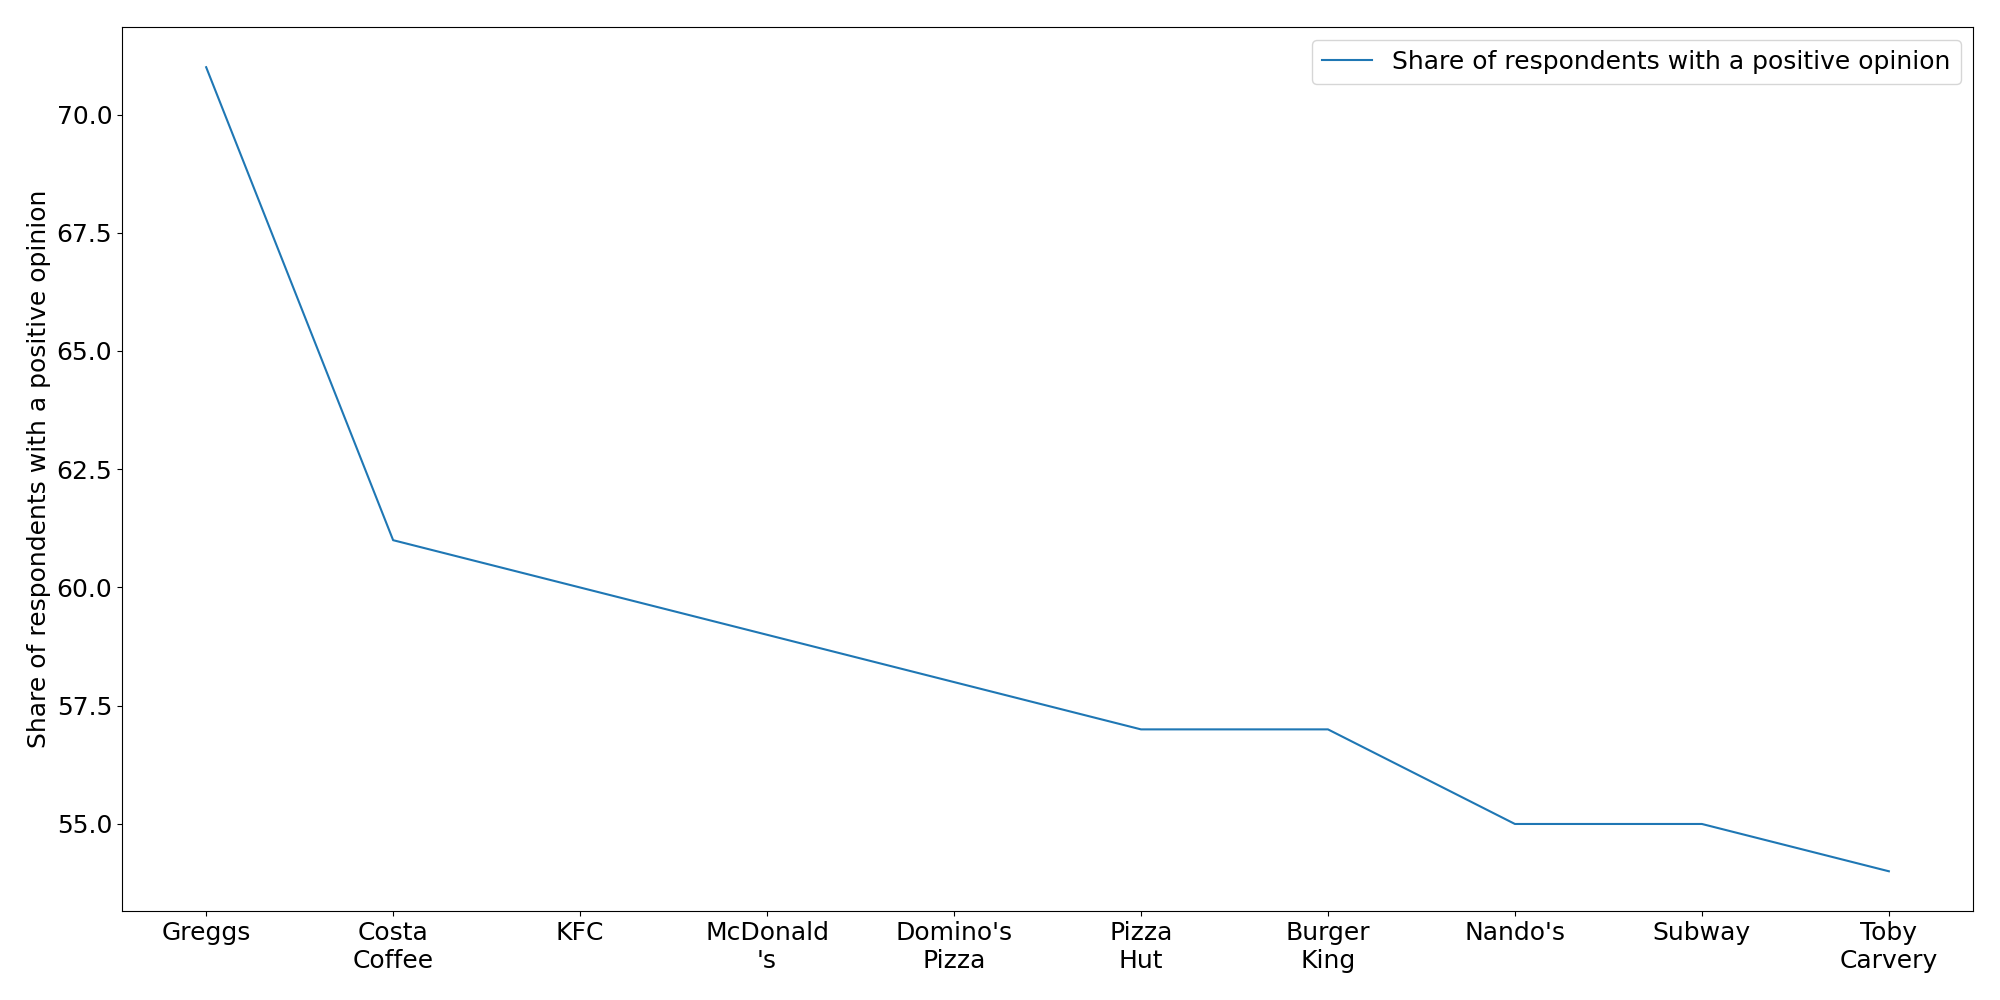 Share of respondents with a positive opinion
Share of respondents with a positive opinion
70.0
67.5
65.0
62.5
60.0
57.5
55.0
Greggs
Costa
Coffee
KFC
McDonald
's
Domino's
Pizza
Pizza
Hut
Burger
King
Nando's
Subway
Toby
Carvery